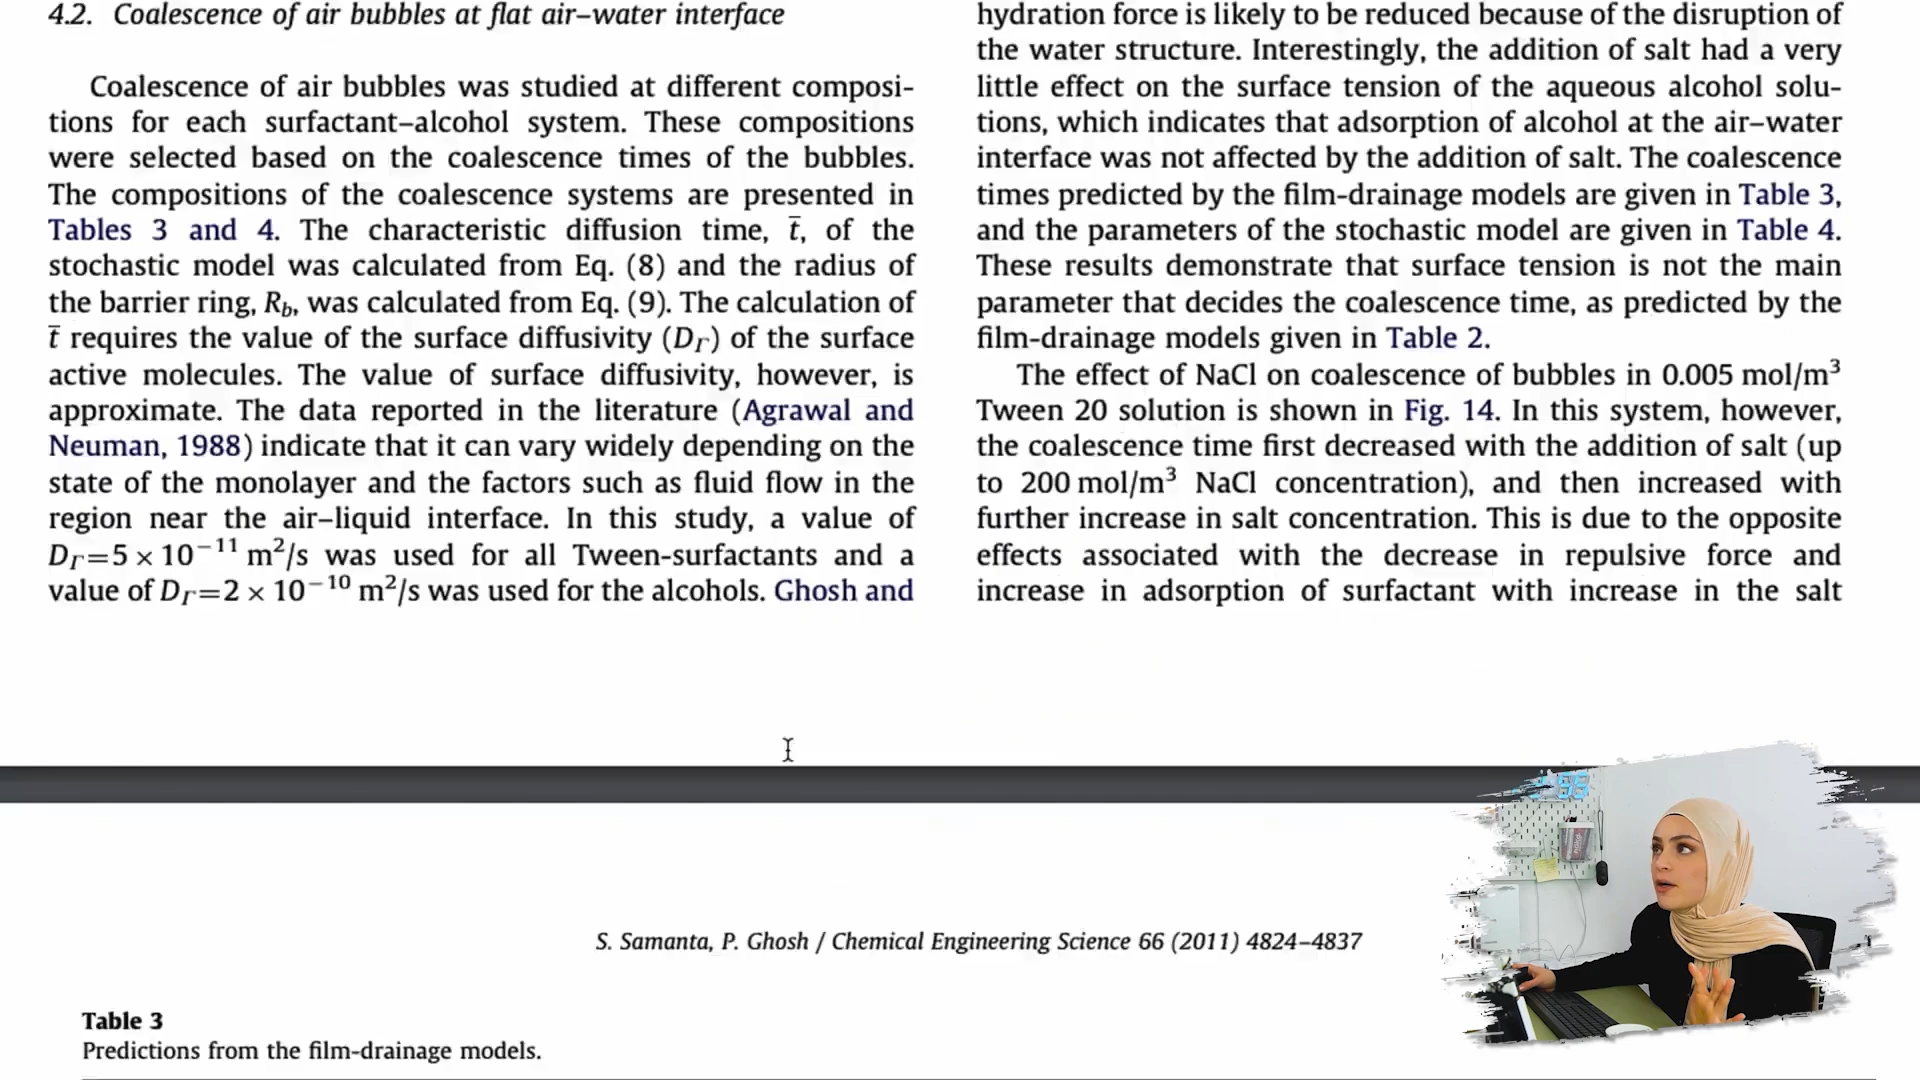 4.2. Coalescence of air bubbles at flat air–water interface
Coalescence of air bubbles was studied at different composi-
tions for each surfactant–alcohol system. These compositions
were selected based on the coalescence times of the bubbles.
The compositions of the coalescence systems are presented in
Tables 3 and 4. The characteristic diffusion time, t̄, of the
stochastic model was calculated from Eq. (8) and the radius of
the barrier ring, R_b, was calculated from Eq. (9). The calculation of
t̄ requires the value of the surface diffusivity (D_Γ) of the surface
active molecules. The value of surface diffusivity, however, is
approximate. The data reported in the literature (Agrawal and
Neuman, 1988) indicate that it can vary widely depending on the
state of the monolayer and the factors such as fluid flow in the
region near the air–liquid interface. In this study, a value of
D_Γ=5 × 10⁻¹¹ m²/s was used for all Tween-surfactants and a
value of D_Γ=2 × 10⁻¹⁰ m²/s was used for the alcohols. Ghosh and
hydration force is likely to be reduced because of the disruption of
the water structure. Interestingly, the addition of salt had a very
little effect on the surface tension of the aqueous alcohol solu-
tions, which indicates that adsorption of alcohol at the air–water
interface was not affected by the addition of salt. The coalescence
times predicted by the film-drainage models are given in Table 3,
and the parameters of the stochastic model are given in Table 4.
These results demonstrate that surface tension is not the main
parameter that decides the coalescence time, as predicted by the
film-drainage models given in Table 2.
The effect of NaCl on coalescence of bubbles in 0.005 mol/m³
Tween 20 solution is shown in Fig. 14. In this system, however,
the coalescence time first decreased with the addition of salt (up
to 200 mol/m³ NaCl concentration), and then increased with
further increase in salt concentration. This is due to the opposite
effects associated with the decrease in repulsive force and
increase in adsorption of surfactant with increase in the salt
S. Samanta, P. Ghosh / Chemical Engineering Science 66 (2011) 4824–4837
Table 3
Predictions from the film-drainage models.